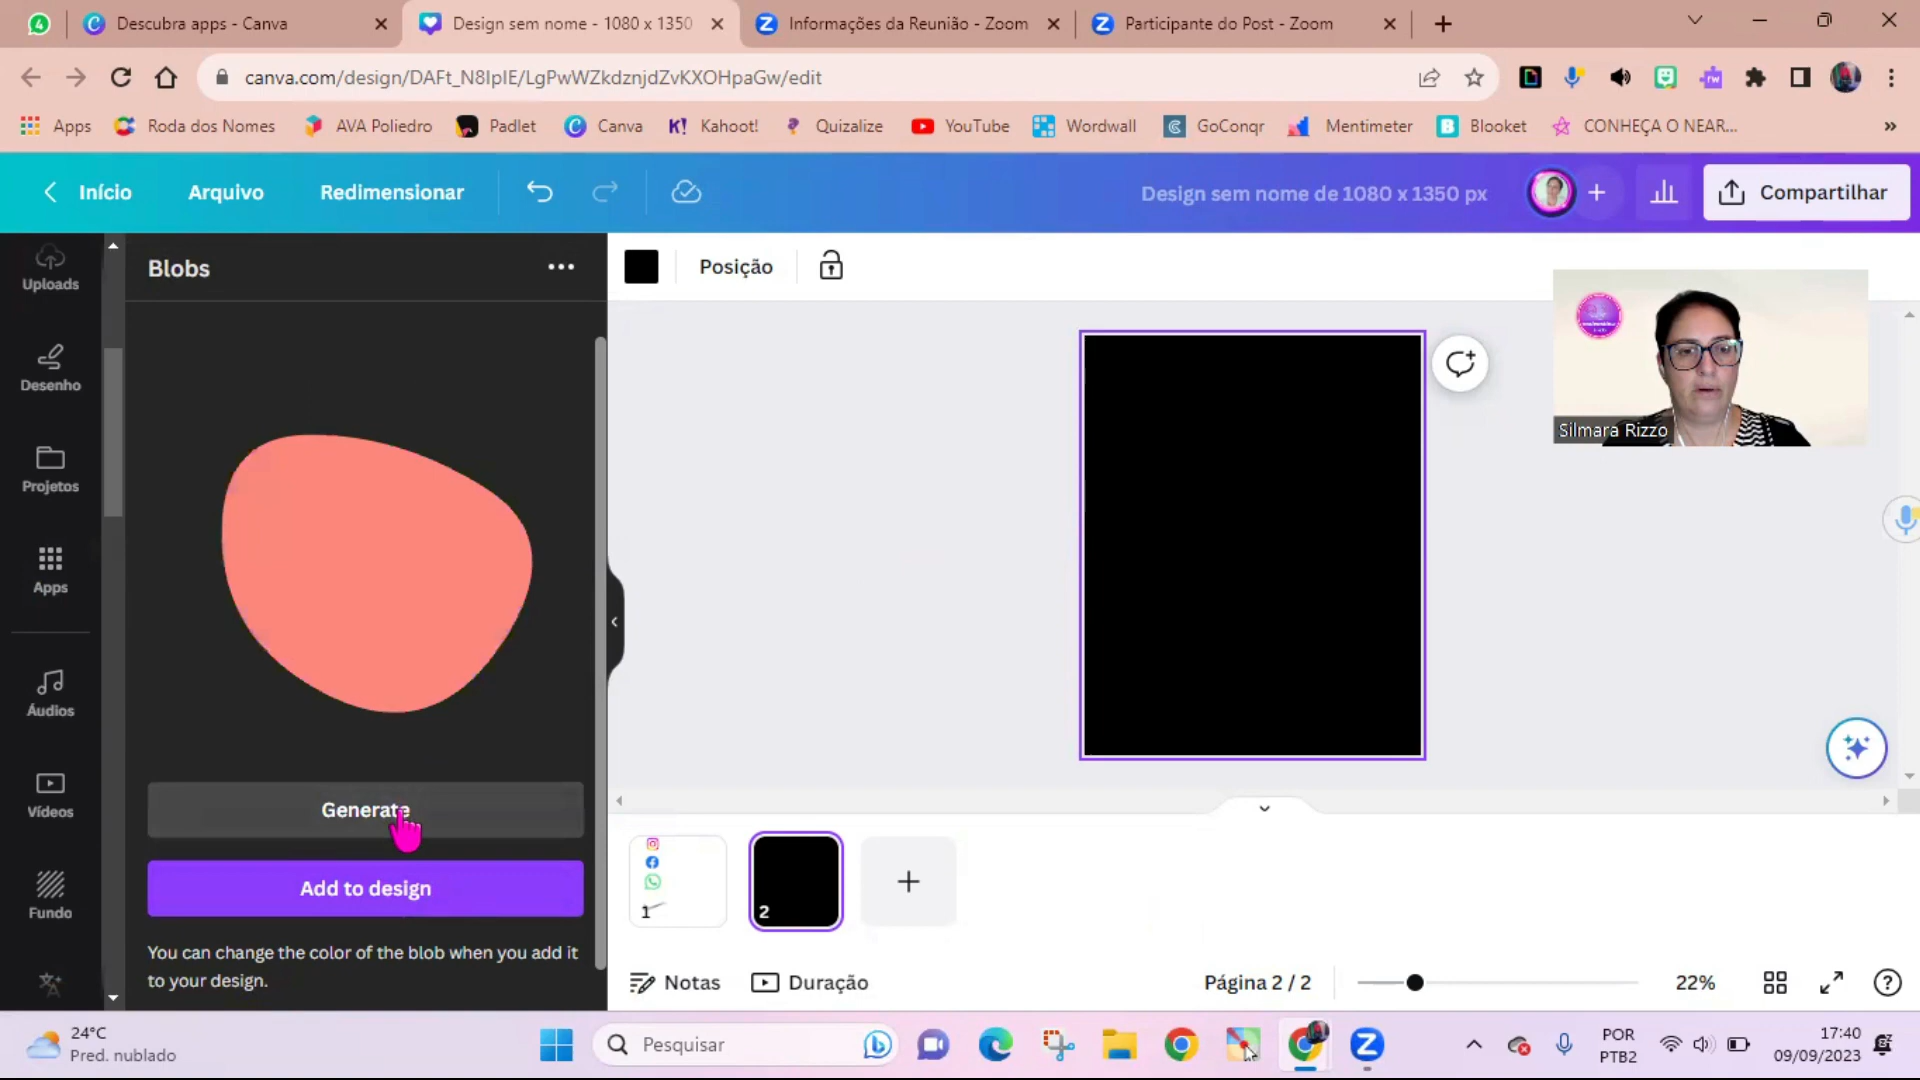 4
Descubra apps - Canva
Design sem nome - 1080 x 1350
Informações da Reunião - Zoom
Participante do Post - Zoom
canva.com/design/DAFt_N8IpIE/LgPwWZkdznjdZvKXOHpaGw/edit
Apps
Roda dos Nomes
AVA Poliedro
Padlet
Canva
K! Kahoot!
Quizalize
YouTube
Wordwall
GoConqr
Mentimeter
Blooket
CONHEÇA O NEAR...
Início
Arquivo
Redimensionar
Design sem nome de 1080 x 1350 px
Compartilhar
Uploads
Blobs
Posição
Desenho
Silmara Rizzo
Projetos
Apps
Áudios
Vídeos
Generate
Fundo
Add to design
1
2
You can change the color of the blob when you add it
to your design.
Notas
Duração
Página 2 / 2
22%
24°C
Pred. nublado
Pesquisar
POR
PTB2
17:40
09/09/2023